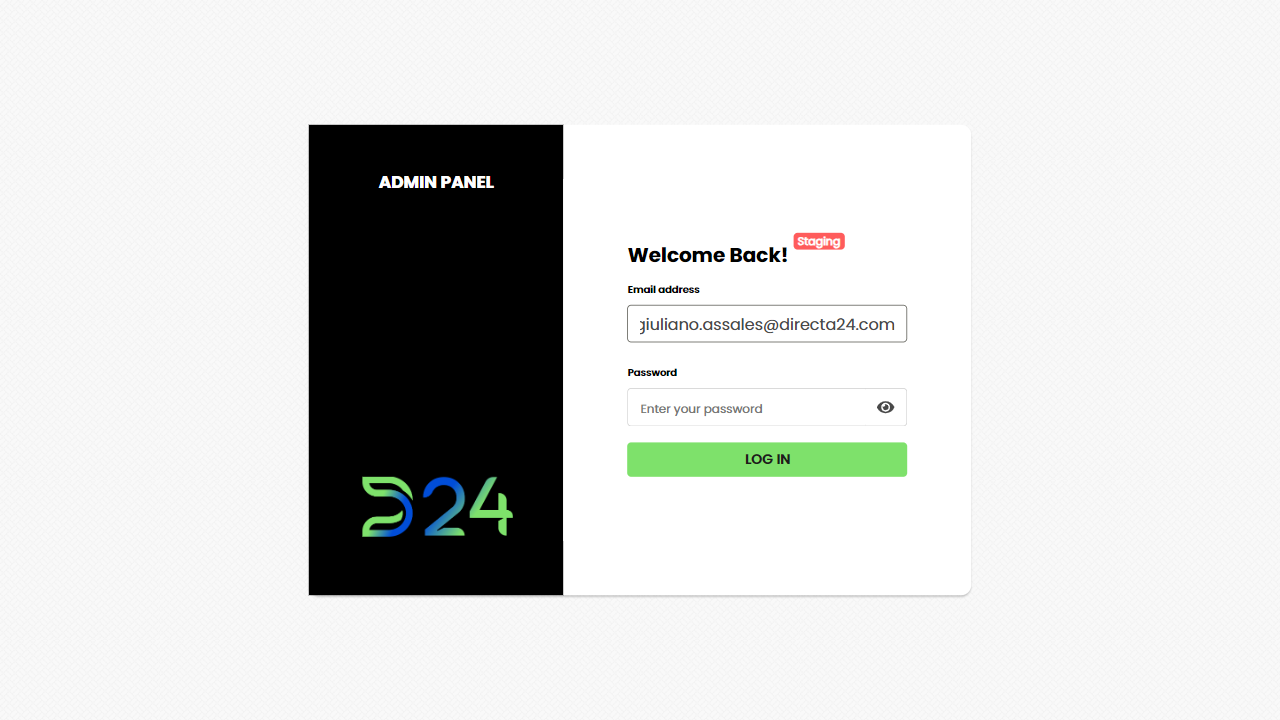 ADMIN PANEL
D24
Welcome Back!
Staging
Email address
giuliano.assales@directa24.com
Password
Enter your password
LOG IN